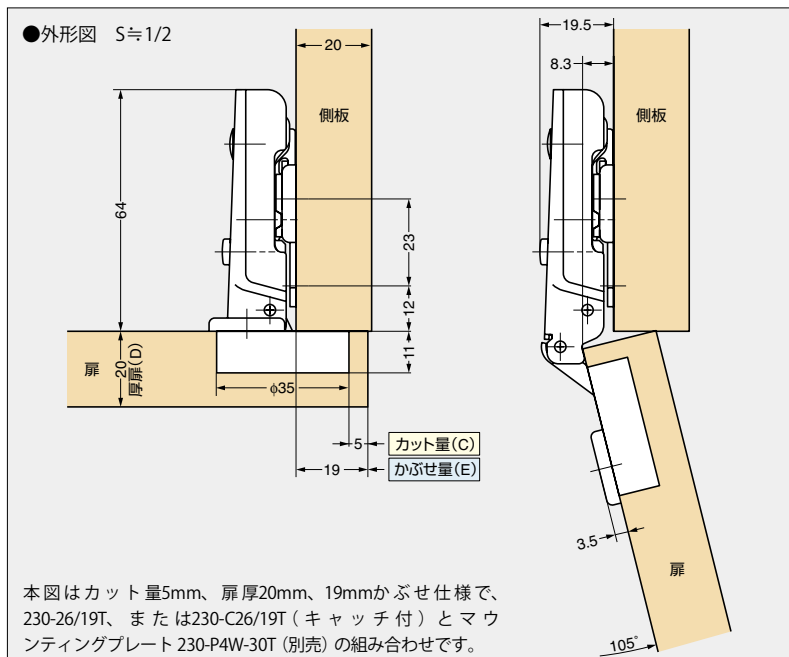 ●外形図 S≒1/2
20
側板
64
23
12
11
扉
20
厚扉(D)
φ35
5
カット量(C)
19
かぶせ量(E)
19.5
8.3
側板
3.5
扉
105°
本図はカット量5mm、扉厚20mm、19mmかぶせ仕様で、
230-26/19T、または230-C26/19T(キャッチ付)とマウ
ンティングプレート230-P4W-30T(別売)の組み合わせです。